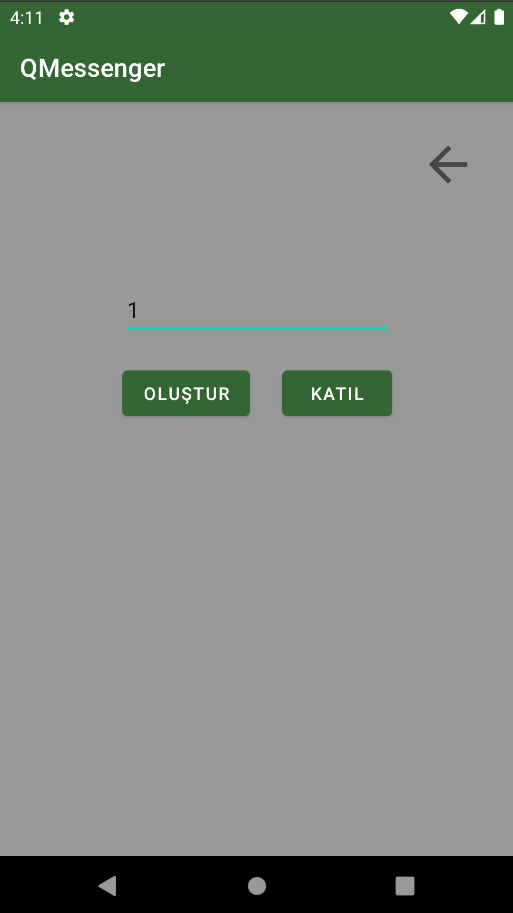 4:11
QMessenger
1
OLUŞTUR
KATIL